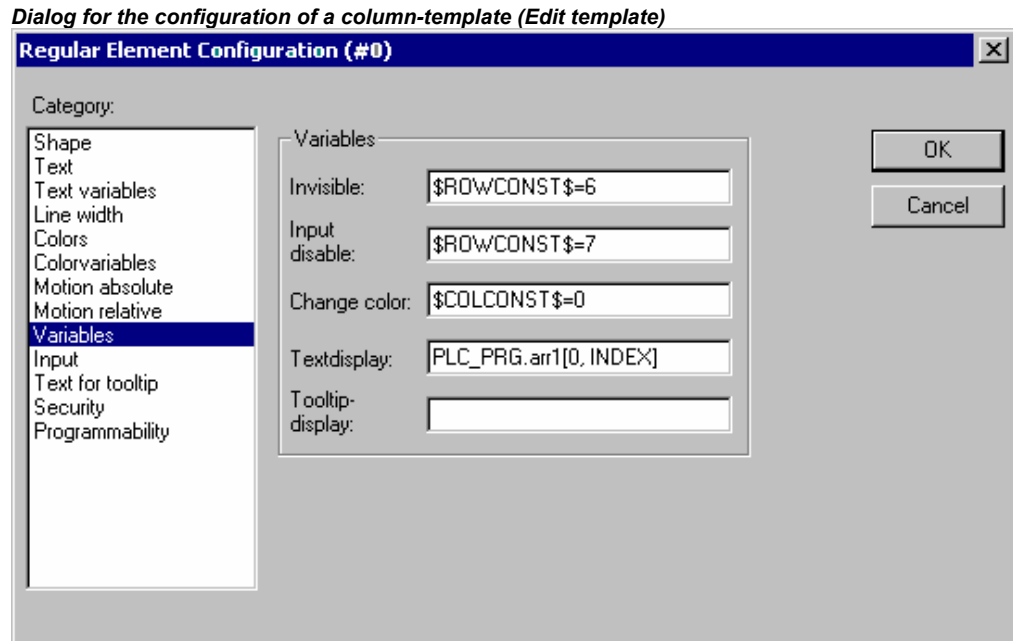 Dialog for the configuration of a column-template (Edit template)
Regular Element Configuration (#0)
Category:
Shape
Text
Text variables
Line width
Colors
Colorvariables
Motion absolute
Motion relative
Variables
Input
Text for tooltip
Security
Programmability
Variables
Invisible:
$ROWCONST$=6
Input
disable:
$ROWCONST$=7
Change color:
$COLCONST$=0
Textdisplay:
PLC_PRG.arr1[0, INDEX]
Tooltip-
display:
OK
Cancel